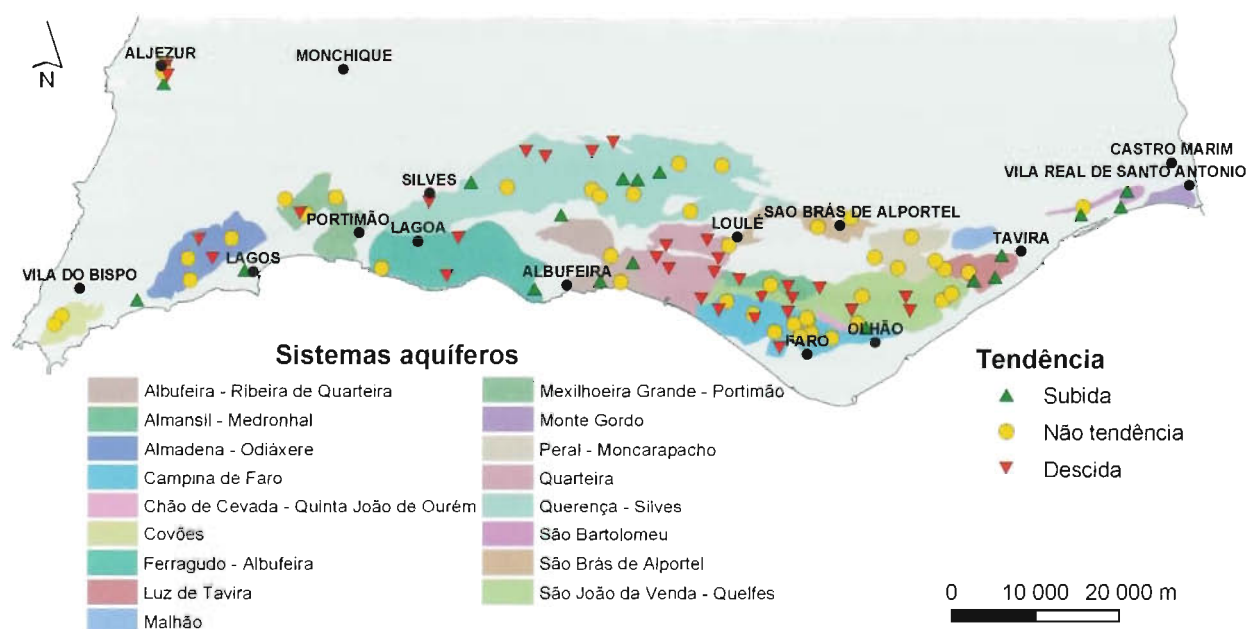 ALJEZUR
MONCHIQUE
N
CASTRO MARIM
VILA REAL DE SANTO ANTONIO
SILVES
SAO BRÁS DE ALPORTEL
PORTIMÃO
LOULÉ
LAGOA
TAVIRA
LAGOS
ALBUFEIRA
VILA DO BISPO
OLHÃO
FARO
Sistemas aquíferos
Albufeira - Ribeira de Quarteira
Almansil - Medronhal
Almadena - Odiáxere
Campina de Faro
Chão de Cevada - Quinta João de Ourém
Covões
Ferragudo - Albufeira
Luz de Tavira
Malhão
Mexilhoeira Grande - Portimão
Monte Gordo
Peral - Moncarapacho
Quarteira
Querença - Silves
São Bartolomeu
São Brás de Alportel
São João da Venda - Quelfes
Tendência
Subida
Não tendência
Descida
0 10 000 20 000 m